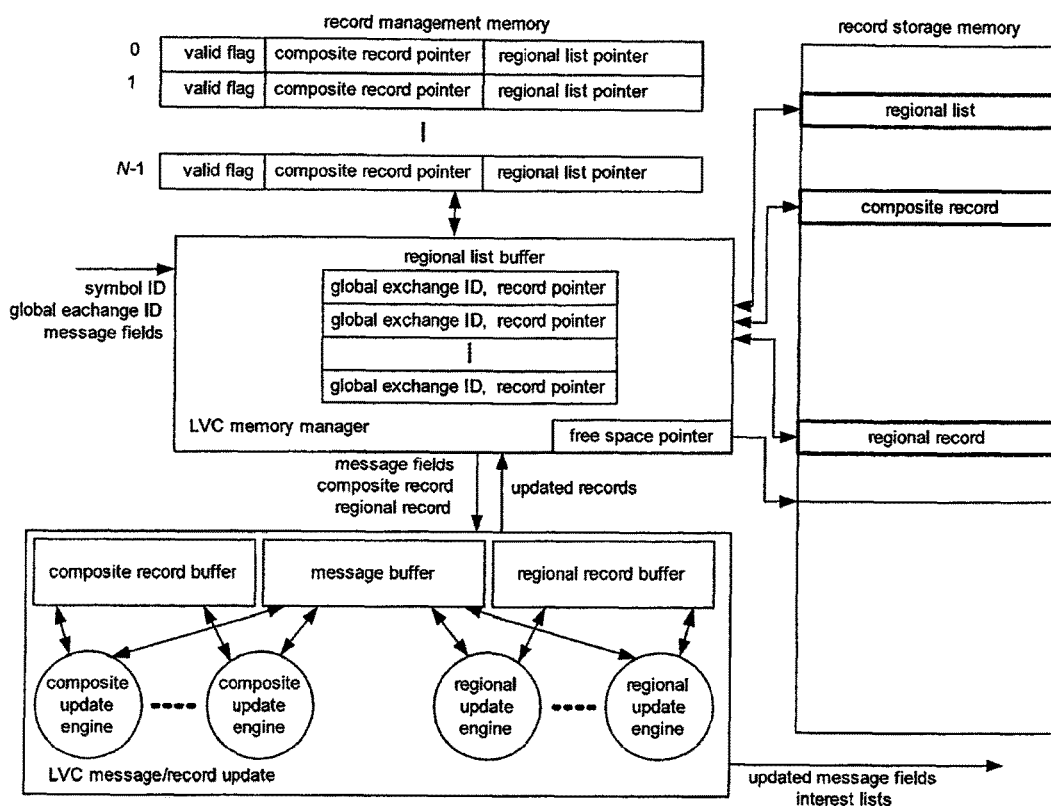 record management memory
record storage memory
0 valid flag composite record pointer regional list pointer
1 valid flag composite record pointer regional list pointer
N-1 valid flag composite record pointer regional list pointer
regional list
composite record
regional record
symbol ID
global eachange ID
message fields
regional list buffer
global exchange ID, record pointer
global exchange ID, record pointer
global exchange ID, record pointer
LVC memory manager
free space pointer
message fields
composite record
regional record
updated records
composite record buffer
message buffer
regional record buffer
composite
update
engine
composite
update
engine
regional
update
engine
regional
update
engine
LVC message/record update
updated message fields
interest lists